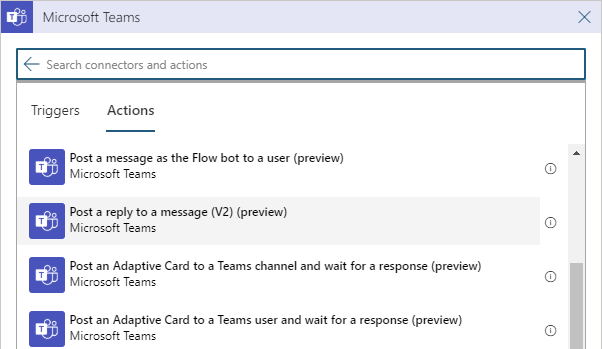 Microsoft Teams
Search connectors and actions
Triggers Actions
Post a message as the Flow bot to a user (preview)
Microsoft Teams
Post a reply to a message (V2) (preview)
Microsoft Teams
Post an Adaptive Card to a Teams channel and wait for a response (preview)
Microsoft Teams
Post an Adaptive Card to a Teams user and wait for a response (preview)
Microsoft Teams